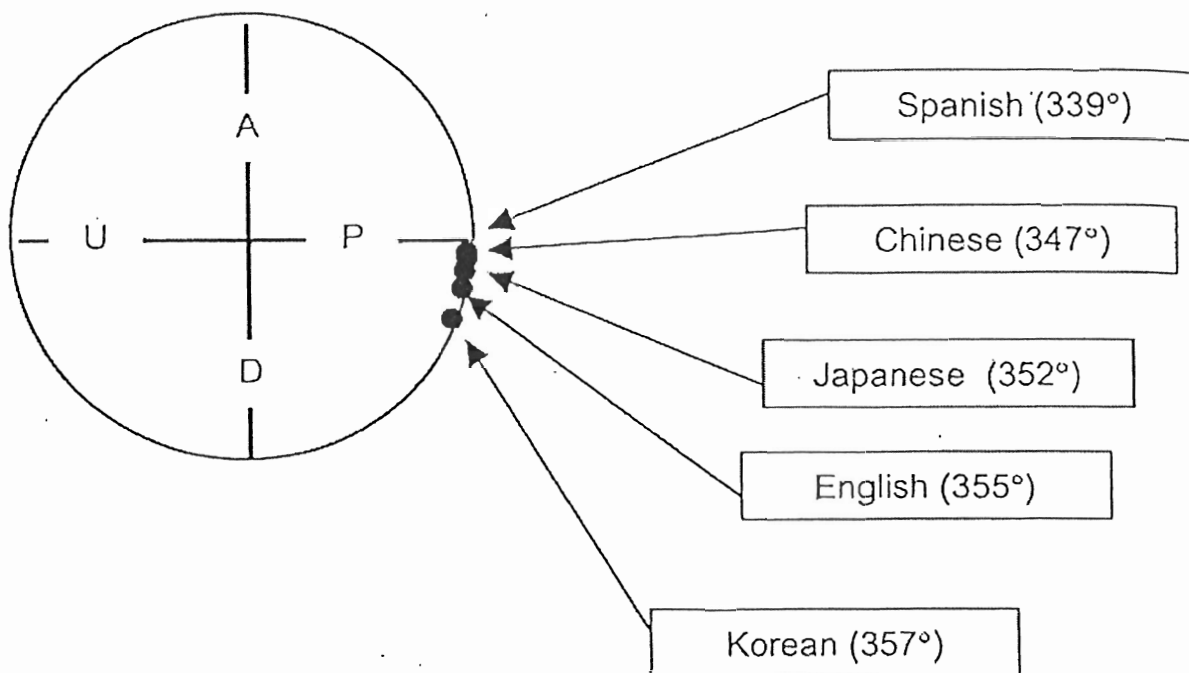 A
U
P
D
Spanish (339°)
Chinese (347°)
Japanese (352°)
English (355°)
Korean (357°)